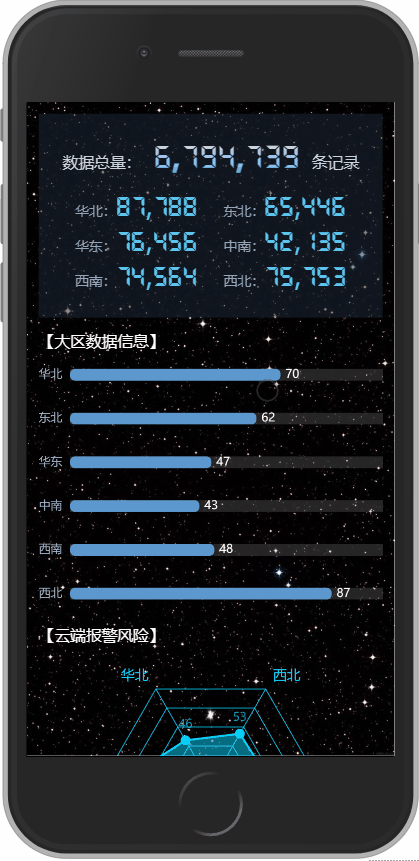 数据总量： 6,794,739 条记录
华北：87,788 东北：65,446
华东：76,456 中南：42,135
西南：74,564 西北：75,753
【大区数据信息】
华北 70
东北 62
华东 47
中南 43
西南 48
西北 87
【云端报警风险】
华北 西北
46 53